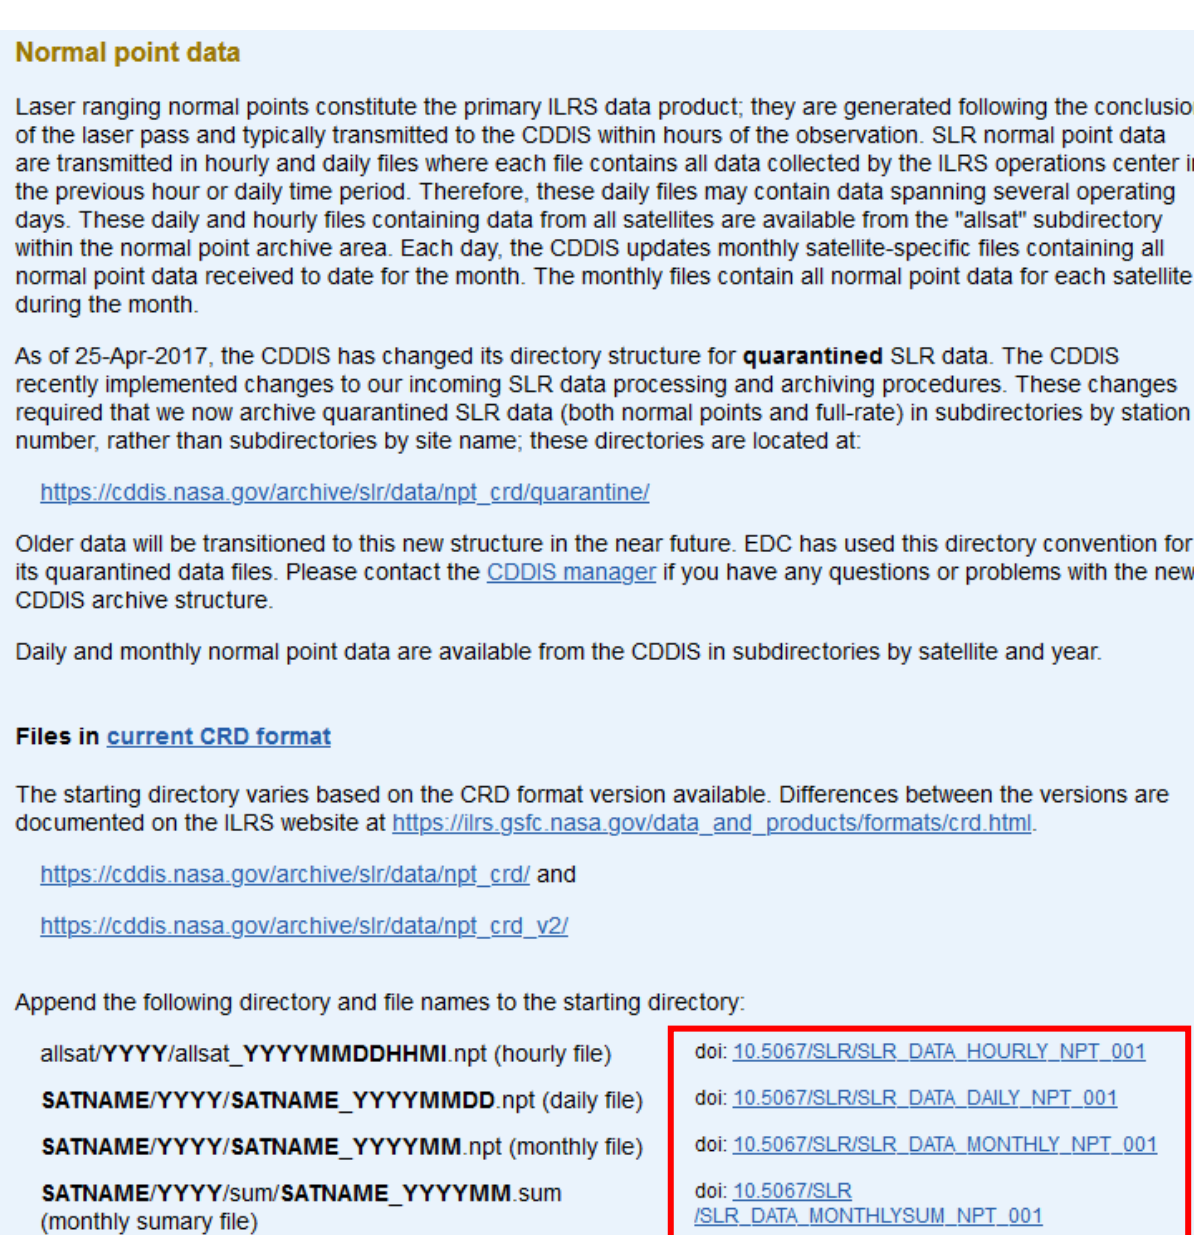 Normal point data
Laser ranging normal points constitute the primary ILRS data product; they are generated following the conclusion
of the laser pass and typically transmitted to the CDDIS within hours of the observation. SLR normal point data
are transmitted in hourly and daily files where each file contains all data collected by the ILRS operations center in
the previous hour or daily time period. Therefore, these daily files may contain data spanning several operating
days. These daily and hourly files containing data from all satellites are available from the "allsat" subdirectory
within the normal point archive area. Each day, the CDDIS updates monthly satellite-specific files containing all
normal point data received to date for the month. The monthly files contain all normal point data for each satellite
during the month.
As of 25-Apr-2017, the CDDIS has changed its directory structure for quarantined SLR data. The CDDIS
recently implemented changes to our incoming SLR data processing and archiving procedures. These changes
required that we now archive quarantined SLR data (both normal points and full-rate) in subdirectories by station
number, rather than subdirectories by site name; these directories are located at:
https://cddis.nasa.gov/archive/slr/data/npt_crd/quarantine/
Older data will be transitioned to this new structure in the near future. EDC has used this directory convention for
its quarantined data files. Please contact the CDDIS manager if you have any questions or problems with the new
CDDIS archive structure.
Daily and monthly normal point data are available from the CDDIS in subdirectories by satellite and year.
Files in current CRD format
The starting directory varies based on the CRD format version available. Differences between the versions are
documented on the ILRS website at https://ilrs.gsfc.nasa.gov/data_and_products/formats/crd.html.
https://cddis.nasa.gov/archive/slr/data/npt_crd/ and
https://cddis.nasa.gov/archive/slr/data/npt_crd_v2/
Append the following directory and file names to the starting directory:
allsat/YYYY/allsat_YYYYMMDDHHMI.npt (hourly file) doi: 10.5067/SLR/SLR_DATA_HOURLY_NPT_001
SATNAME/YYYY/SATNAME_YYYYMMDD.npt (daily file) doi: 10.5067/SLR/SLR_DATA_DAILY_NPT_001
SATNAME/YYYY/SATNAME_YYYYMM.npt (monthly file) doi: 10.5067/SLR/SLR_DATA_MONTHLY_NPT_001
SATNAME/YYYY/sum/SATNAME_YYYYMM.sum doi: 10.5067/SLR
(monthly sumary file) /SLR_DATA_MONTHLYSUM_NPT_001